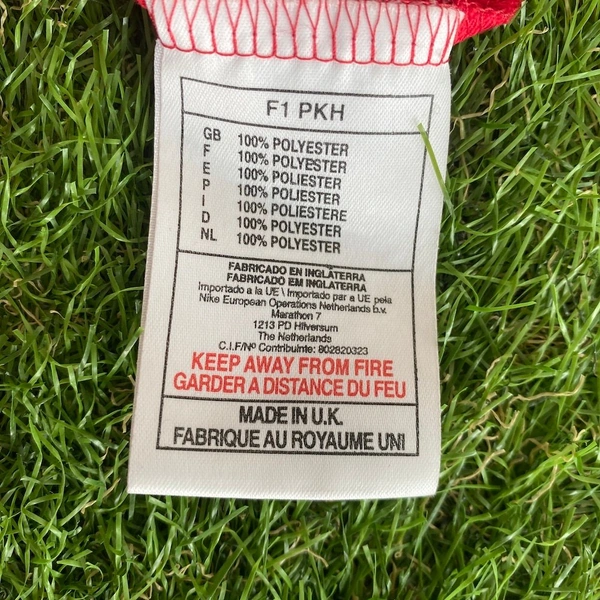 F1 PKH
GB 100% POLYESTER
F 100% POLYESTER
E 100% POLIESTER
P 100% POLIESTER
I 100% POLIESTERE
D 100% POLYESTER
NL 100% POLYESTER
FABRICADO EN INGLATERRA
FABRICADO EM INGLATERRA
Importado a la UE \ Importado par a UE pela
Nike European Operations Netherlands b.v.
Marathon 7
1213 PD Hilversum
The Netherlands
C.I.F/Nº Contribuinte: 802820323
KEEP AWAY FROM FIRE
GARDER A DISTANCE DU FEU
MADE IN U.K.
FABRIQUE AU ROYAUME UNI